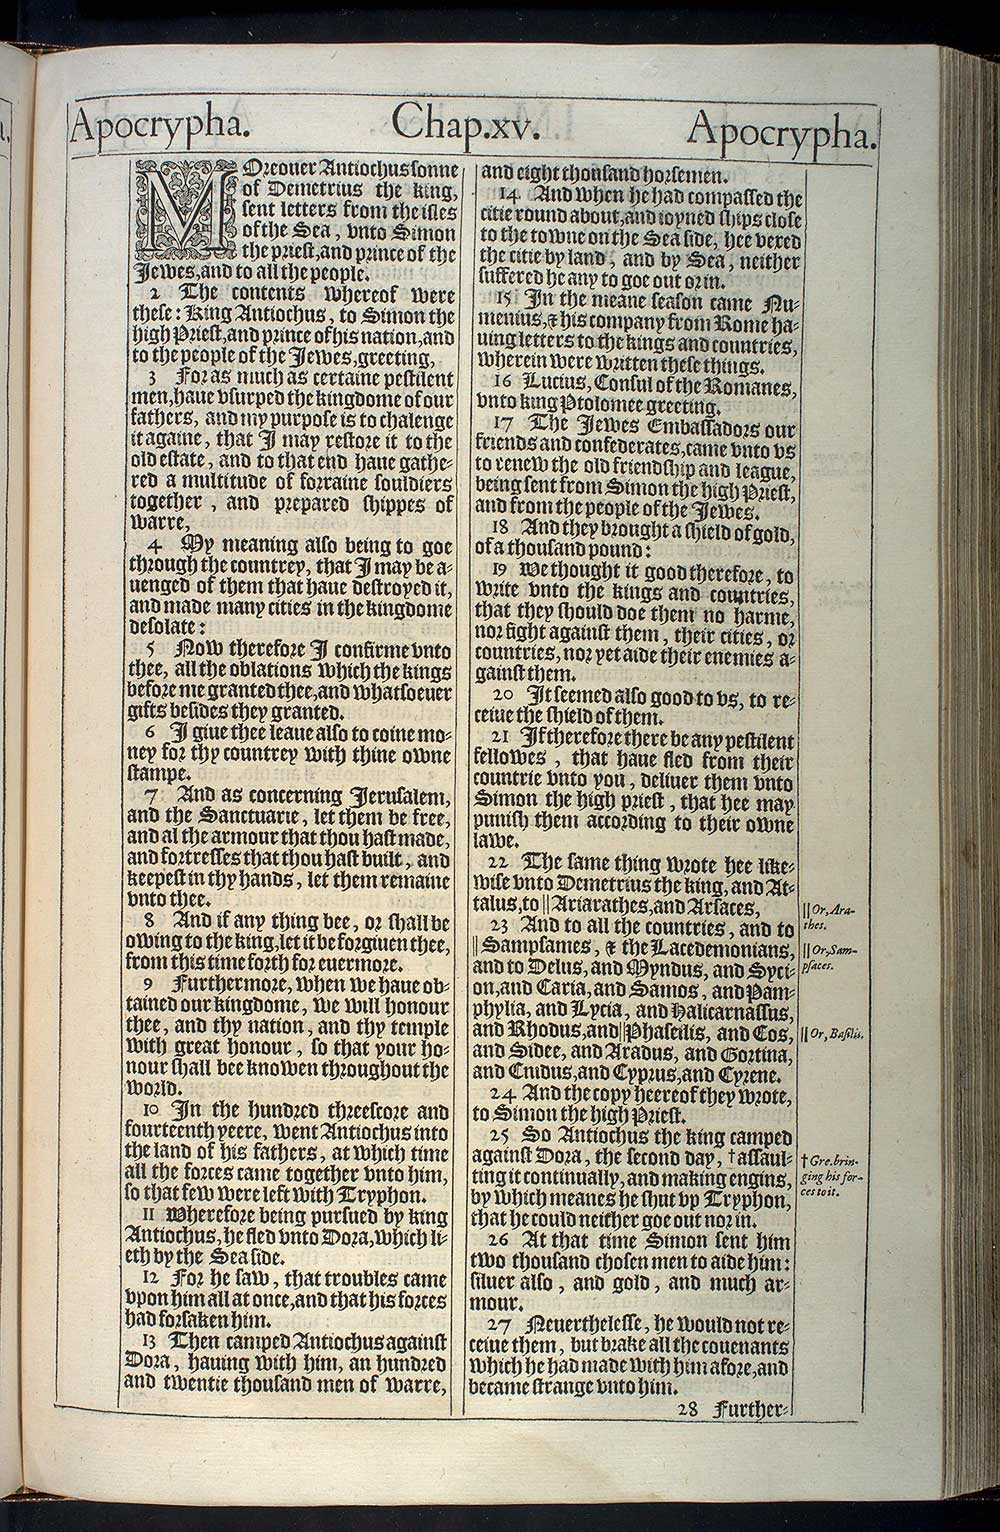 Apocrypha. Chap.xv. Apocrypha.
MOreouer Antiochus sonne
of Demetrius the king,
sent letters from the isles
of the Sea, vnto Simon
the priest, and prince of the
Jewes, and to all the people.
2 The contents whereof were
these: King Antiochus, to Simon the
high Priest, and prince of his nation, and
to the people of the Jewes, greeting,
3 For as much as certaine pestilent
men, haue vsurped the kingdome of our
fathers, and my purpose is to chalenge
it againe, that I may restore it to the
old estate, and to that end haue gathe-
red a multitude of forraine souldiers
together, and prepared shippes of
warre,
4 My meaning also being to goe
through the countrey, that I may be a-
uenged of them that haue destroyed it,
and made many cities in the kingdome
desolate:
5 Now therefore I confirme vnto
thee, all the oblations which the kings
before me granted thee, and whatsoeuer
gifts besides they granted.
6 I giue thee leaue also to coine mo-
ney for thy countrey with thine owne
stampe.
7 And as concerning Jerusalem,
and the Sanctuarie, let them be free,
and al the armour that thou hast made,
and fortresses that thou hast built, and
keepest in thy hands, let them remaine
vnto thee.
8 And if any thing bee, or shall be
owing to the king, let it be forgiuen thee,
from this time forth for euermore.
9 Furthermore, when we haue ob-
tained our kingdome, we will honour
thee, and thy nation, and thy temple
with great honour, so that your ho-
nour shall bee knowen throughout the
world.
10 In the hundred threescore and
fourteenth yeere, went Antiochus into
the land of his fathers, at which time
all the forces came together vnto him,
so that few were left with Tryphon.
11 Wherefore being pursued by king
Antiochus, he fled vnto Dora, which li-
eth by the Sea side.
12 For he saw, that troubles came
vpon him all at once, and that his forces
had forsaken him.
13 Then camped Antiochus against
Dora, hauing with him, an hundred
and twentie thousand men of warre,
and eight thousand horsemen.
14 And when he had compassed the
citie round about, and ioyned ships close
to the towne on the Sea side, hee vexed
the citie by land, and by Sea, neither
suffered he any to goe out or in.
15 In the meane season came Nu-
menius, & his company from Rome ha-
uing letters to the kings and countries,
wherein were written these things.
16 Lucius, Consul of the Romanes,
vnto king Ptolomee greeting.
17 The Jewes Embassadors our
friends and confederates, came vnto vs
to renew the old friendship and league,
being sent from Simon the high Priest,
and from the people of the Jewes.
18 And they brought a shield of gold,
of a thousand pound:
19 We thought it good therefore, to
write vnto the kings and countries,
that they should doe them no harme,
nor fight against them, their cities, or
countries, nor yet aide their enemies a-
gainst them.
20 It seemed also good to vs, to re-
ceiue the shield of them.
21 If therefore there be any pestilent
fellowes, that haue fled from their
countrie vnto you, deliuer them vnto
Simon the high priest, that hee may
punish them according to their owne
lawe.
22 The same thing wrote hee like-
wise vnto Demetrius the king, and At-
talus, to || Ariarathes, and Arsaces,
23 And to all the countries, and to
|| Sampsames, & the Lacedemonians,
and to Delus, and Myndus, and Syci-
on, and Caria, and Samos, and Pam-
phylia, and Lycia, and Halicarnassus,
and Rhodus, and || Phaseilis, and Cos,
and Sidee, and Aradus, and Gortina,
and Cnidus, and Cyprus, and Cyrene.
24 And the copy heereof they wrote,
to Simon the high Priest.
25 So Antiochus the king camped
against Dora, the second day, † assaul-
ting it continually, and making engins,
by which meanes he shut vp Tryphon,
that he could neither goe out nor in.
26 At that time Simon sent him
two thousand chosen men to aide him:
siluer also, and gold, and much ar-
mour.
27 Neuerthelesse, he would not re-
ceiue them, but brake all the couenants
which he had made with him afore, and
became strange vnto him.
28 Further-
|| Or, Ara-
thes.
|| Or, Sam-
psaces.
|| Or, Basilis.
† Gre. brin-
ging his for-
ces to it.